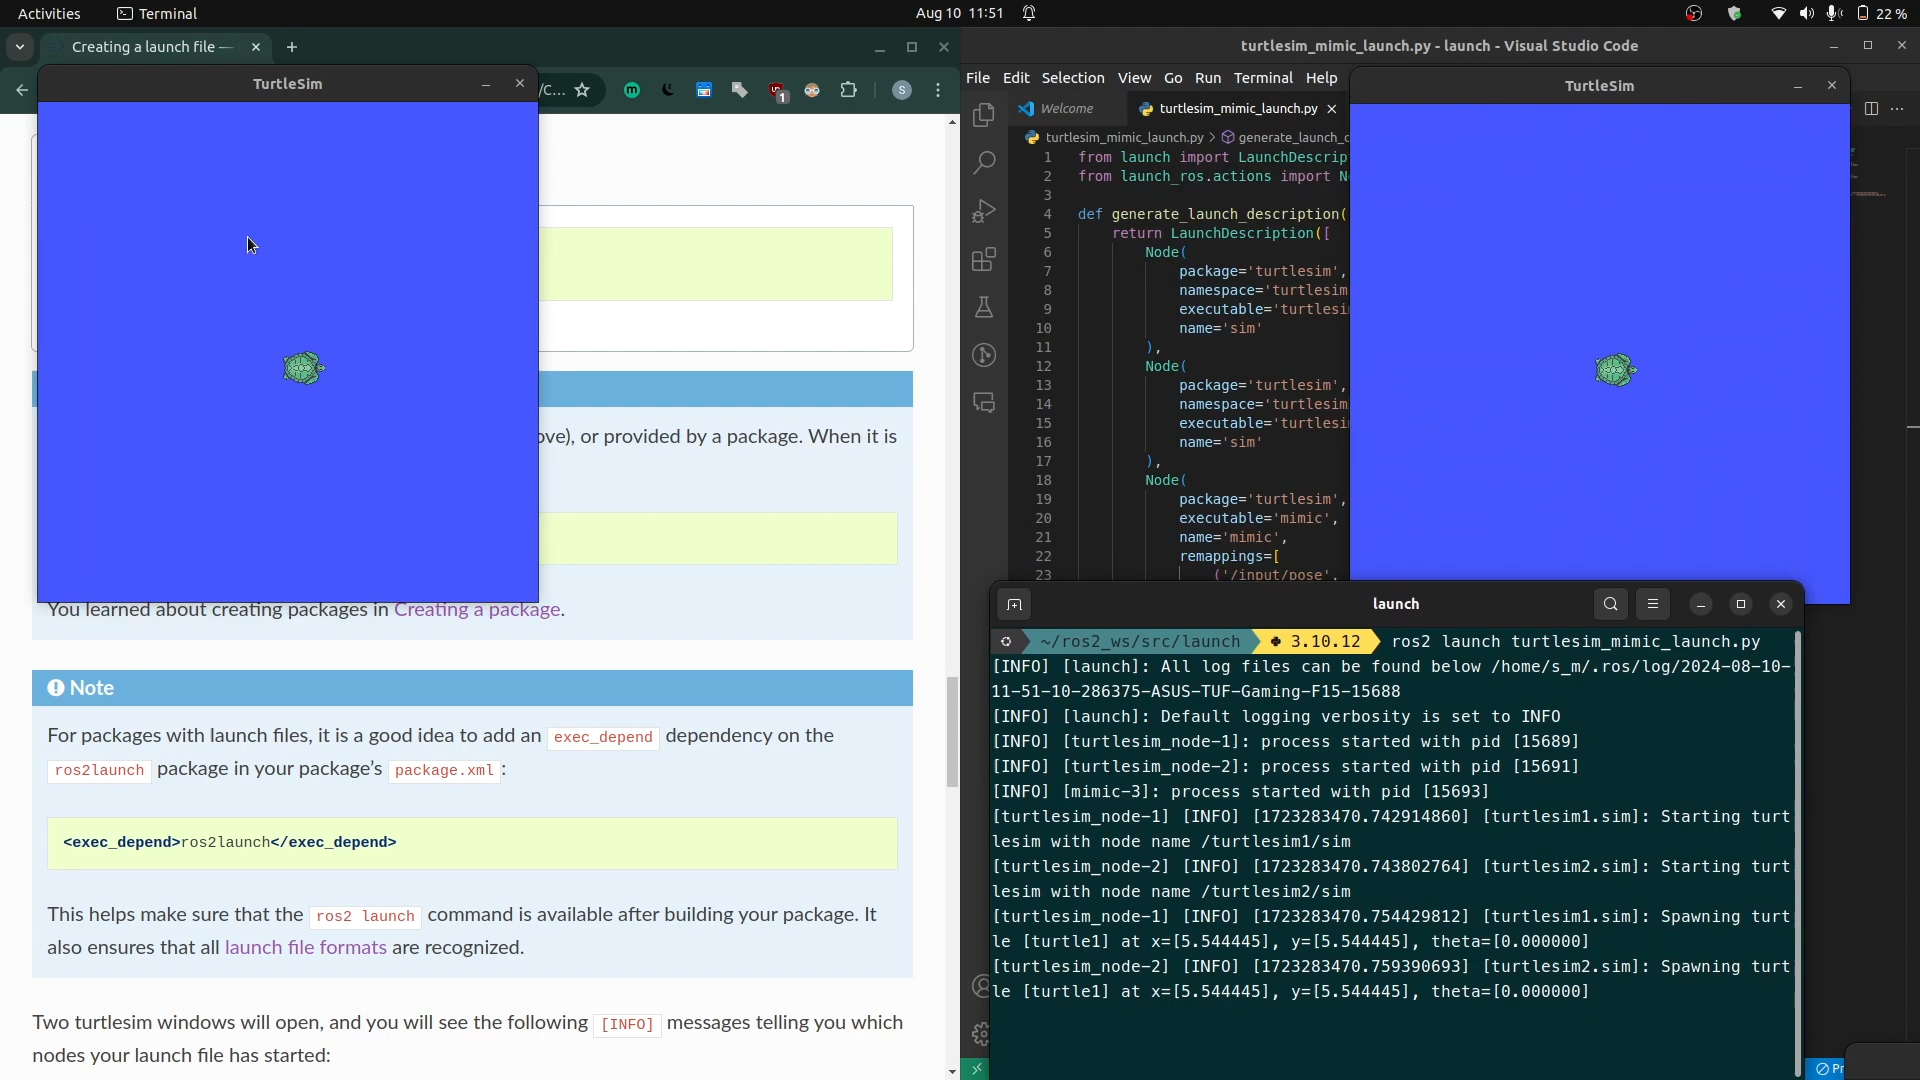 Activities
Terminal
Aug 10 11:51
22 %
Creating a launch file —
/C...
1
S
TurtleSim
ove), or provided by a package. When it is
You learned about creating packages in Creating a package.
Note
For packages with launch files, it is a good idea to add an exec_depend dependency on the
ros2launch package in your package’s package.xml :
<exec_depend>ros2launch</exec_depend>
This helps make sure that the ros2 launch command is available after building your package. It
also ensures that all launch file formats are recognized.
Two turtlesim windows will open, and you will see the following [INFO] messages telling you which
nodes your launch file has started:
turtlesim_mimic_launch.py - launch - Visual Studio Code
File Edit Selection View Go Run Terminal Help
Welcome
turtlesim_mimic_launch.py
turtlesim_mimic_launch.py > generate_launch_d
1 from launch import LaunchDescrip
2 from launch_ros.actions import N
3
4 def generate_launch_description(
5 return LaunchDescription([
6 Node(
7 package='turtlesim',
8 namespace='turtlesim
9 executable='turtlesi
10 name='sim'
11 ),
12 Node(
13 package='turtlesim',
14 namespace='turtlesim
15 executable='turtlesi
16 name='sim'
17 ),
18 Node(
19 package='turtlesim',
20 executable='mimic',
21 name='mimic',
22 remappings=[
23 ('/input/pose',
TurtleSim
launch
~/ros2_ws/src/launch 3.10.12 ros2 launch turtlesim_mimic_launch.py
[INFO] [launch]: All log files can be found below /home/s_m/.ros/log/2024-08-10-
11-51-10-286375-ASUS-TUF-Gaming-F15-15688
[INFO] [launch]: Default logging verbosity is set to INFO
[INFO] [turtlesim_node-1]: process started with pid [15689]
[INFO] [turtlesim_node-2]: process started with pid [15691]
[INFO] [mimic-3]: process started with pid [15693]
[turtlesim_node-1] [INFO] [1723283470.742914860] [turtlesim1.sim]: Starting turt
lesim with node name /turtlesim1/sim
[turtlesim_node-2] [INFO] [1723283470.743802764] [turtlesim2.sim]: Starting turt
lesim with node name /turtlesim2/sim
[turtlesim_node-1] [INFO] [1723283470.754429812] [turtlesim1.sim]: Spawning turt
le [turtle1] at x=[5.544445], y=[5.544445], theta=[0.000000]
[turtlesim_node-2] [INFO] [1723283470.759390693] [turtlesim2.sim]: Spawning turt
le [turtle1] at x=[5.544445], y=[5.544445], theta=[0.000000]
Pr